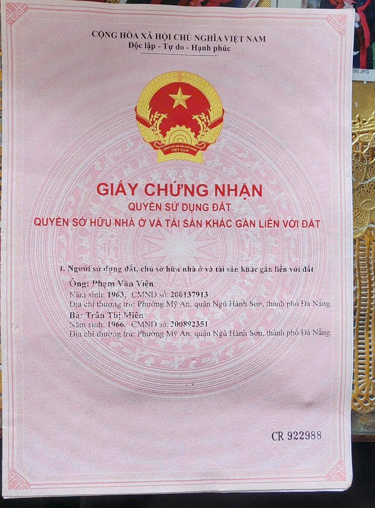 CỘNG HÒA XÃ HỘI CHỦ NGHĨA VIỆT NAM
Độc lập - Tự do - Hạnh phúc
VIỆT NAM
GIẤY CHỨNG NHẬN
QUYỀN SỬ DỤNG ĐẤT
QUYỀN SỞ HỮU NHÀ Ở VÀ TÀI SẢN KHÁC GẮN LIỀN VỚI ĐẤT
I. Người sử dụng đất, chủ sở hữu nhà ở và tài sản khác gắn liền với đất
Ông: Phạm Văn Viện
Năm sinh: 1963, CMND số: 200137913
Địa chỉ thường trú: Phường Mỹ An, quận Ngũ Hành Sơn, thành phố Đà Nẵng.
Bà: Trần Thị Miên
Năm sinh: 1966, CMND số: 200892351
Địa chỉ thường trú: Phường Mỹ An, quận Ngũ Hành Sơn, thành phố Đà Nẵng.
CR 922988